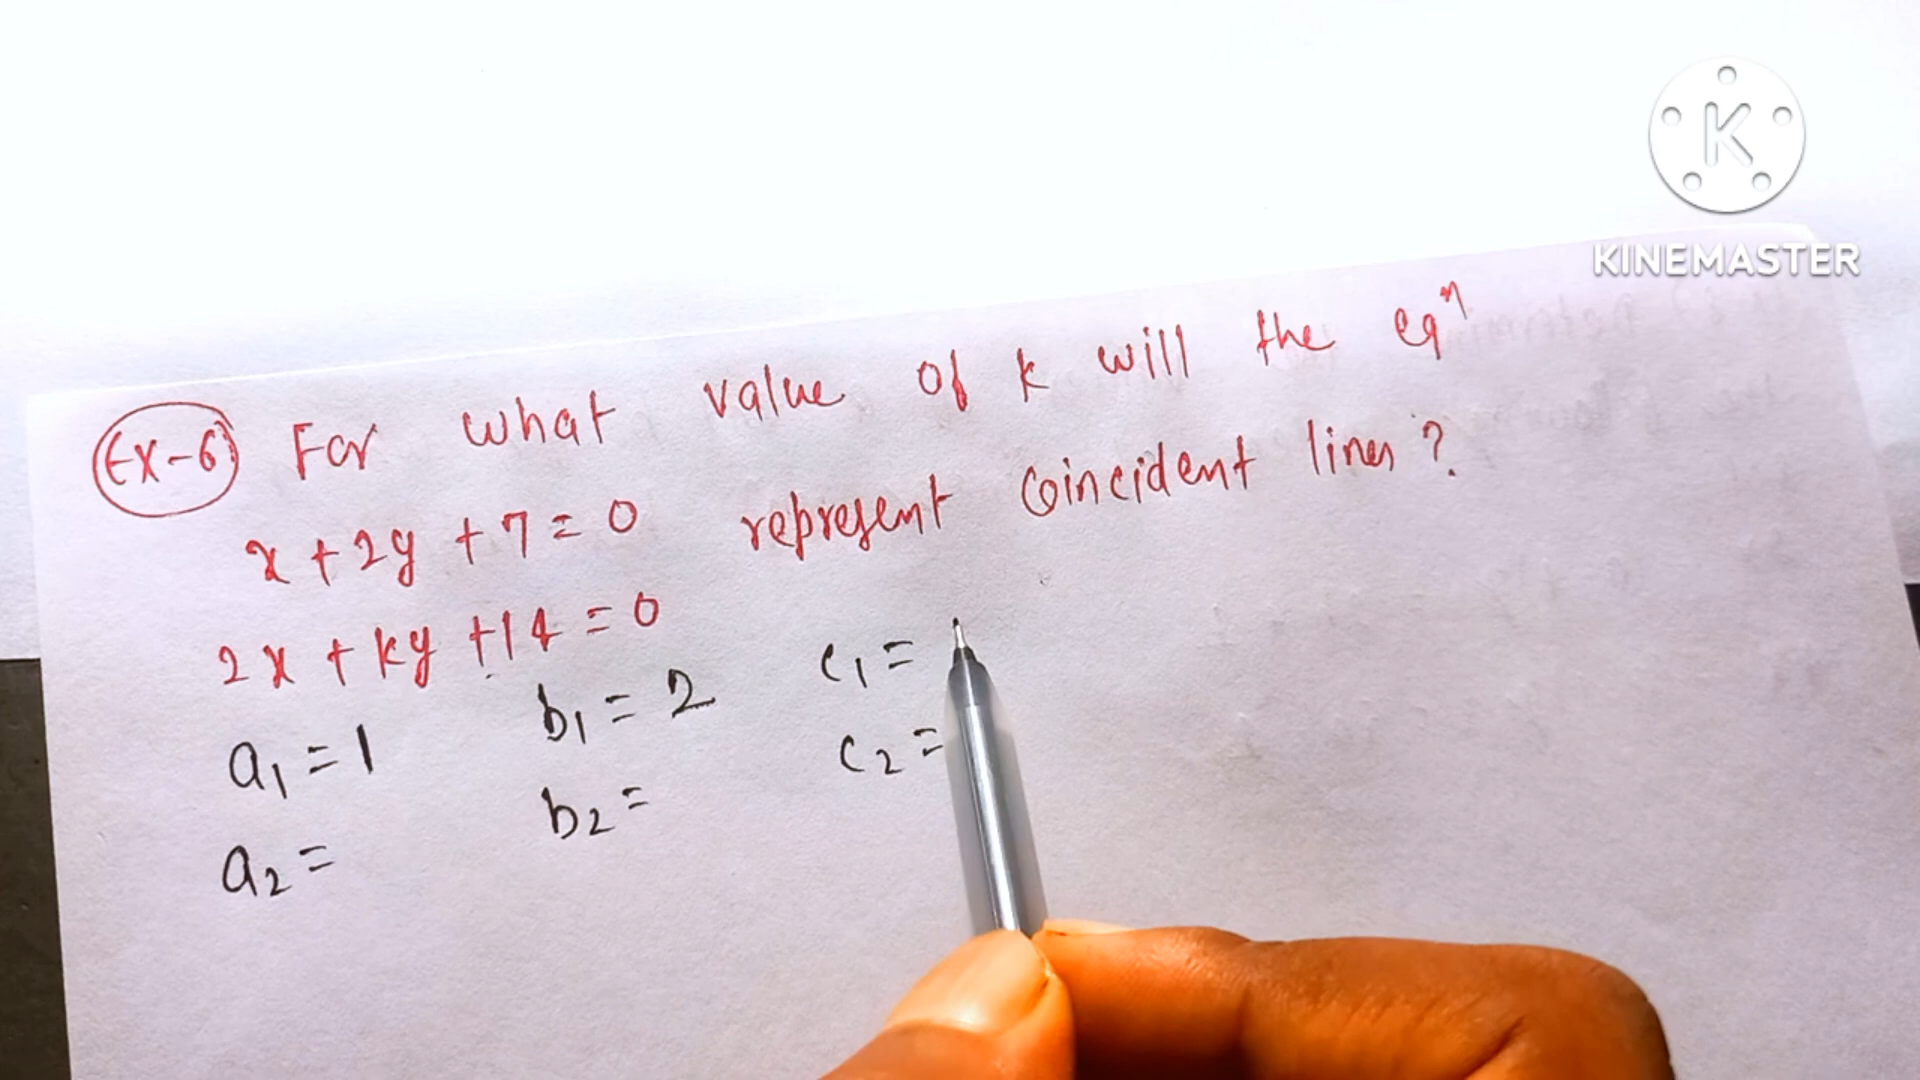 K
KINEMASTER
Ex-6 For what value of k will the eqⁿ
x + 2y + 7 = 0 represent coincident lines?
2x + ky + 14 = 0
a₁ = 1 b₁ = 2 c₁ =
a₂ = b₂ = c₂ =